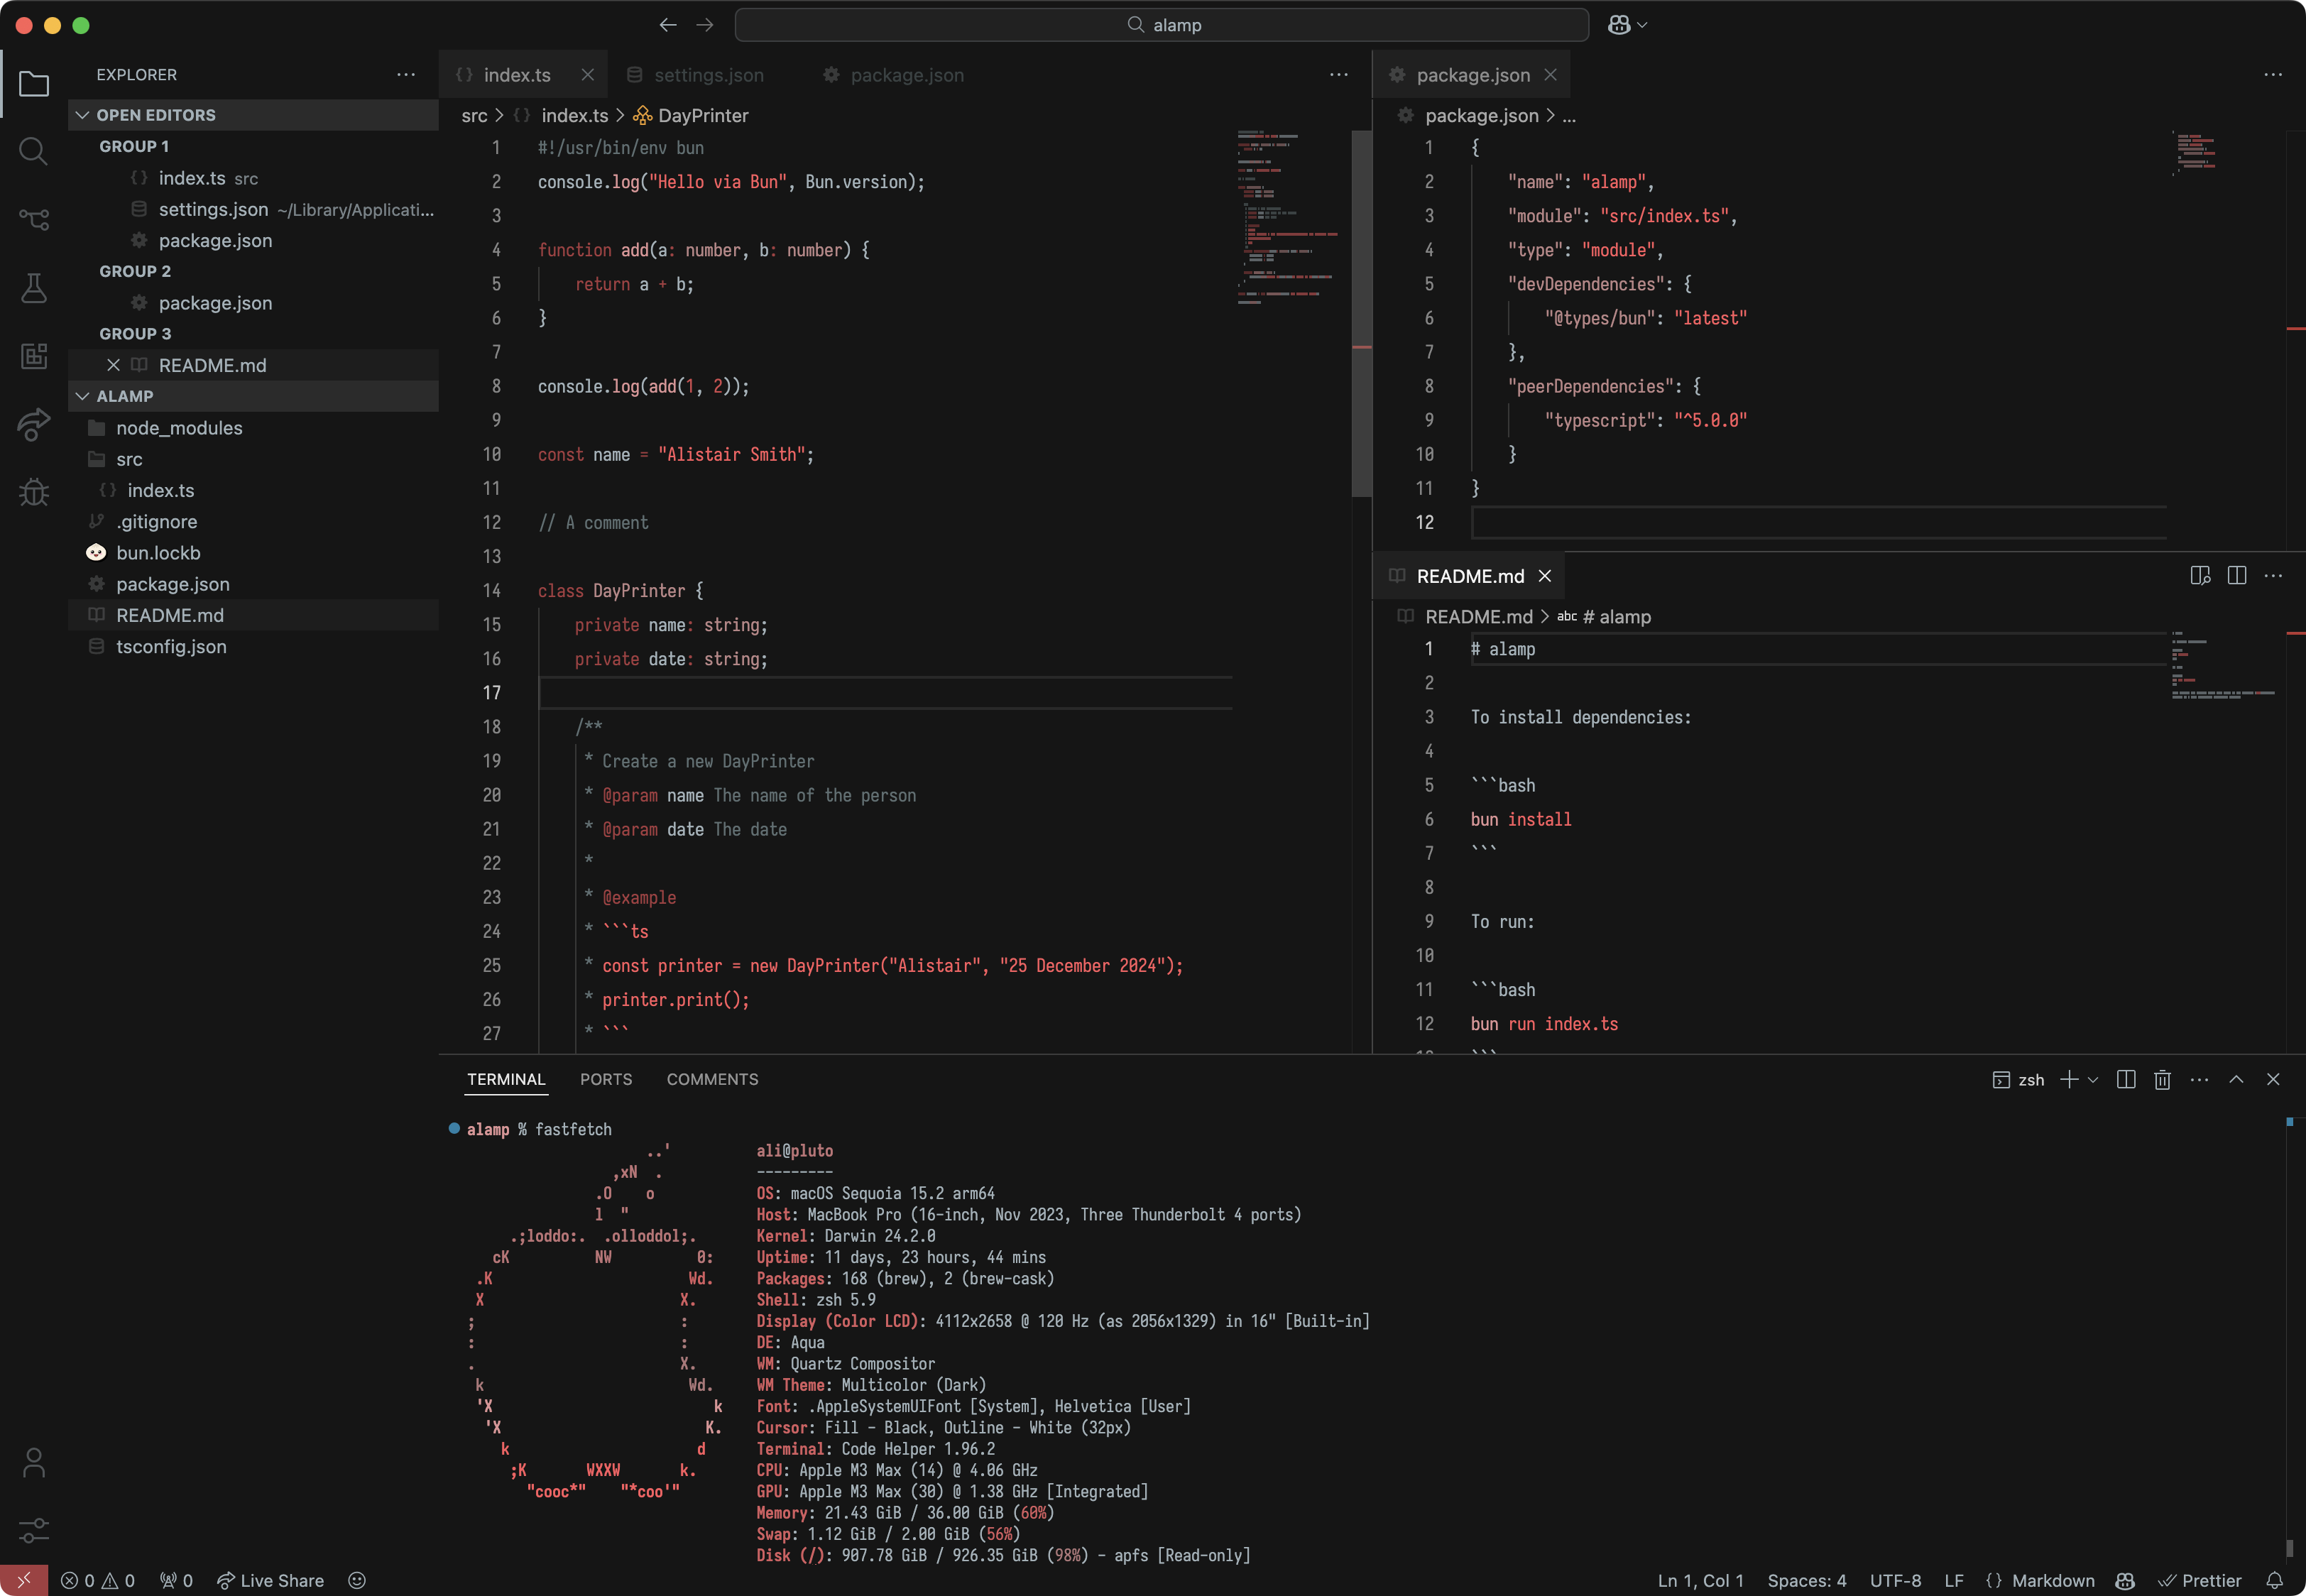 alamp
EXPLORER
OPEN EDITORS
GROUP 1
index.ts src
settings.json ~/Library/Applicati...
package.json
GROUP 2
package.json
GROUP 3
README.md
ALAMP
node_modules
src
index.ts
.gitignore
bun.lockb
package.json
README.md
tsconfig.json
index.ts
settings.json
package.json
src > index.ts > DayPrinter
1 #!/usr/bin/env bun
2 console.log("Hello via Bun", Bun.version);
3
4 function add(a: number, b: number) {
5 return a + b;
6 }
7
8 console.log(add(1, 2));
9
10 const name = "Alistair Smith";
11
12 // A comment
13
14 class DayPrinter {
15 private name: string;
16 private date: string;
17
18 /**
19 * Create a new DayPrinter
20 * @param name The name of the person
21 * @param date The date
22 *
23 * @example
24 * ```ts
25 * const printer = new DayPrinter("Alistair", "25 December 2024");
26 * printer.print();
27 * ```
package.json
package.json > ...
1 {
2 "name": "alamp",
3 "module": "src/index.ts",
4 "type": "module",
5 "devDependencies": {
6 "@types/bun": "latest"
7 },
8 "peerDependencies": {
9 "typescript": "^5.0.0"
10 }
11 }
12
README.md
README.md > abc # alamp
1 # alamp
2
3 To install dependencies:
4
5 ```bash
6 bun install
7 ```
8
9 To run:
10
11 ```bash
12 bun run index.ts
TERMINAL PORTS COMMENTS
zsh
alamp % fastfetch
..'
,xN .
.O o
l "
.;loddo:. .olloddol;.
cK NW 0:
.K Wd.
X X.
; :
: :
. X.
k Wd.
'X k
'X K.
k d
;K WXXW k.
"cooc*" "*coo'"
ali@pluto
---------
OS: macOS Sequoia 15.2 arm64
Host: MacBook Pro (16-inch, Nov 2023, Three Thunderbolt 4 ports)
Kernel: Darwin 24.2.0
Uptime: 11 days, 23 hours, 44 mins
Packages: 168 (brew), 2 (brew-cask)
Shell: zsh 5.9
Display (Color LCD): 4112x2658 @ 120 Hz (as 2056x1329) in 16" [Built-in]
DE: Aqua
WM: Quartz Compositor
WM Theme: Multicolor (Dark)
Font: .AppleSystemUIFont [System], Helvetica [User]
Cursor: Fill - Black, Outline - White (32px)
Terminal: Code Helper 1.96.2
CPU: Apple M3 Max (14) @ 4.06 GHz
GPU: Apple M3 Max (30) @ 1.38 GHz [Integrated]
Memory: 21.43 GiB / 36.00 GiB (60%)
Swap: 1.12 GiB / 2.00 GiB (56%)
Disk (/): 907.78 GiB / 926.35 GiB (98%) - apfs [Read-only]
0 0 0 Live Share
Ln 1, Col 1 Spaces: 4 UTF-8 LF {} Markdown Prettier